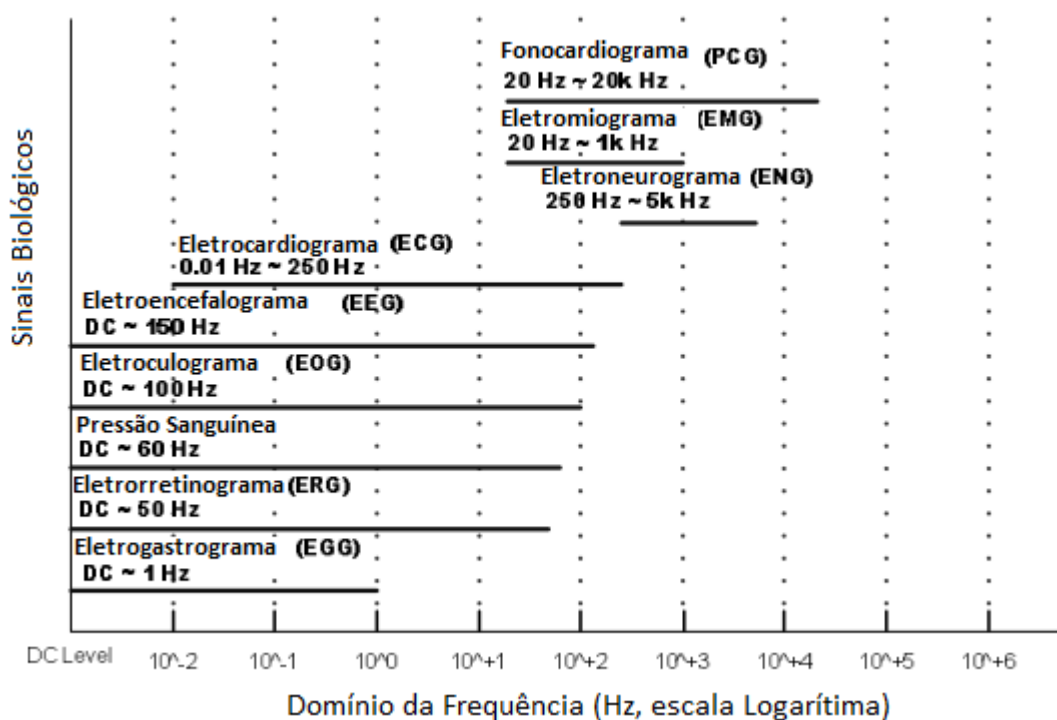 Fonocardiograma (PCG)
20 Hz ~ 20k Hz
Eletromiograma (EMG)
20 Hz ~ 1k Hz
Eletroneurograma (ENG)
250 Hz ~ 5k Hz
Eletrocardiograma (ECG)
0.01 Hz ~ 250 Hz
Eletroencefalograma (EEG)
DC ~ 150 Hz
Eletroculograma (EOG)
DC ~ 100 Hz
Pressão Sanguínea
DC ~ 60 Hz
Eletrorretinograma (ERG)
DC ~ 50 Hz
Eletrogastrograma (EGG)
DC ~ 1 Hz
Sinais Biológicos
DC Level 10^-2 10^-1 10^0 10^+1 10^+2 10^+3 10^+4 10^+5 10^+6
Domínio da Frequência (Hz, escala Logarítima)